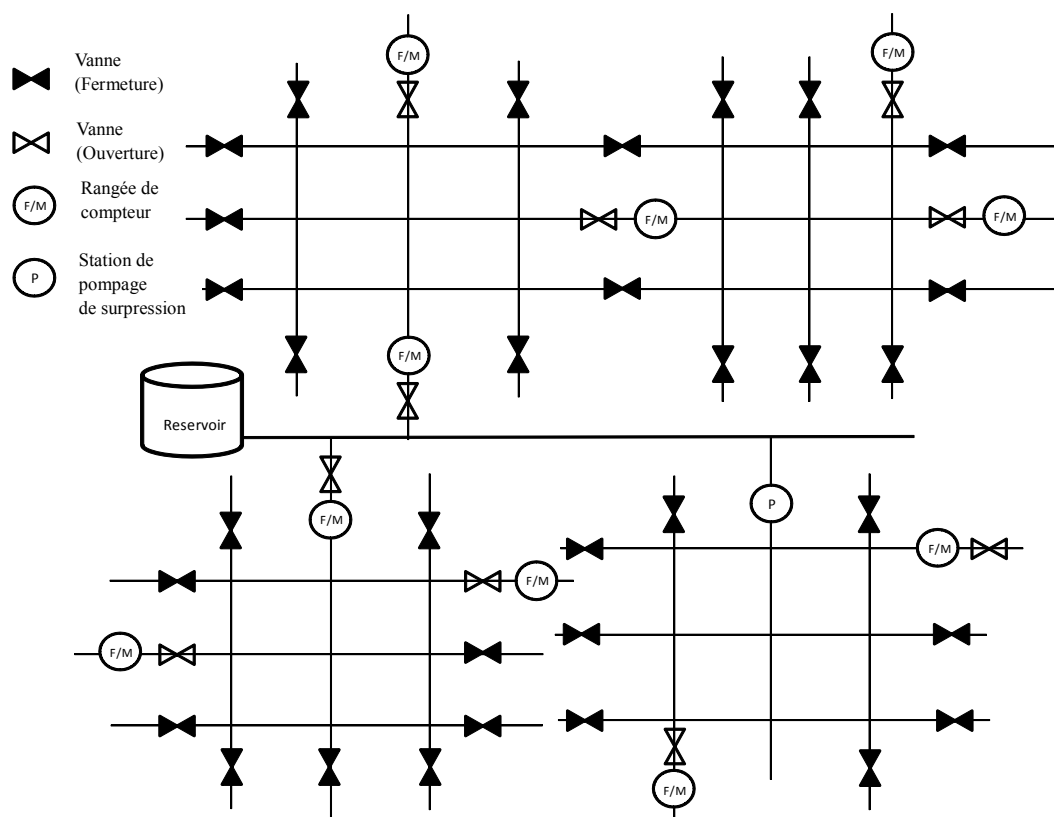 Vanne
(Fermeture)
Vanne
(Ouverture)
F/M
Rangée de
compteur
P
Station de
pompage
de surpression
F/M
F/M
F/M
F/M
F/M
Reservoir
P
F/M
F/M
F/M
F/M
F/M